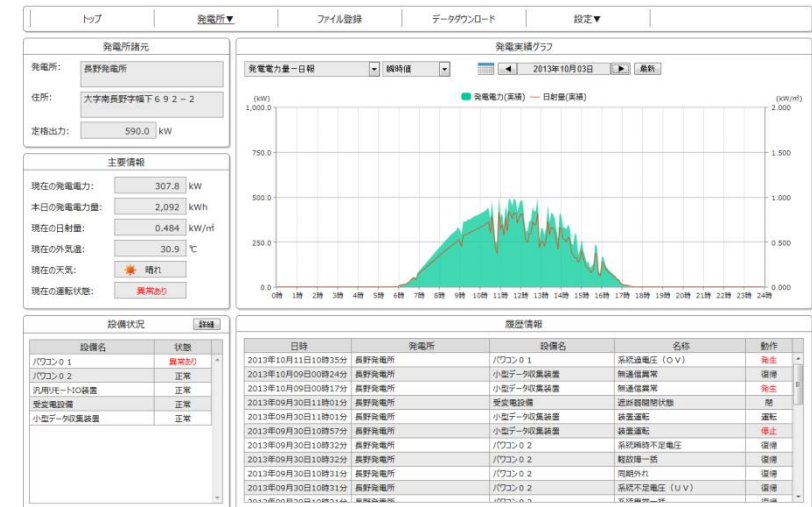 トップ 発電所▼ ファイル登録 データダウンロード 設定▼
発電所諸元
発電所: 長野発電所
住所: 大字南長野字幅下692-2
定格出力: 590.0 kW
主要情報
現在の発電電力: 307.8 kW
本日の発電電力量: 2,092 kWh
現在の日射量: 0.484 kW/㎡
現在の外気温: 30.9 ℃
現在の天気: 晴れ
現在の運転状態: 異常あり
発電実績グラフ
発電電力量-日報 瞬時値 2013年10月03日 最新
(kW) 発電電力(実績) 日射量(実績) (kW/㎡)
1,000.0 2.000
750.0 1.500
500.0 1.000
250.0 0.500
0.0 0.000
0時 1時 2時 3時 4時 5時 6時 7時 8時 9時 10時 11時 12時 13時 14時 15時 16時 17時 18時 19時 20時 21時 22時 23時 24時
設備状況 詳細
設備名 状態
パワコン01 異常あり
パワコン02 正常
汎用リモートIO装置 正常
受変電設備 正常
小型データ収集装置 正常
履歴情報
日時 発電所 設備名 名称 動作
2013年10月11日10時35分 長野発電所 パワコン01 系統過電圧(OV) 発生
2013年10月09日00時24分 長野発電所 小型データ収集装置 無通信異常 復帰
2013年10月09日00時17分 長野発電所 小型データ収集装置 無通信異常 発生
2013年09月30日11時01分 長野発電所 受変電設備 遮断器開閉状態 閉
2013年09月30日11時01分 長野発電所 小型データ収集装置 装置運転 運転
2013年09月30日10時57分 長野発電所 小型データ収集装置 装置運転 停止
2013年09月30日10時32分 長野発電所 パワコン02 系統瞬時不足電圧 復帰
2013年09月30日10時31分 長野発電所 パワコン02 軽故障一括 復帰
2013年09月30日10時31分 長野発電所 パワコン02 同期外れ 復帰
2013年09月30日10時31分 長野発電所 パワコン02 系統不足電圧(UV) 復帰
2013年09月30日10時31分 長野発電所 パワコン02 系統異常一括 復帰